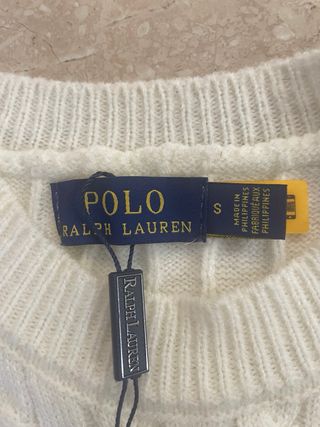 POLO
RALPH LAUREN
S
MADE IN
PHILIPPINES
FABRIQUÉ AUX
PHILIPPINES
RALPH LAUREN